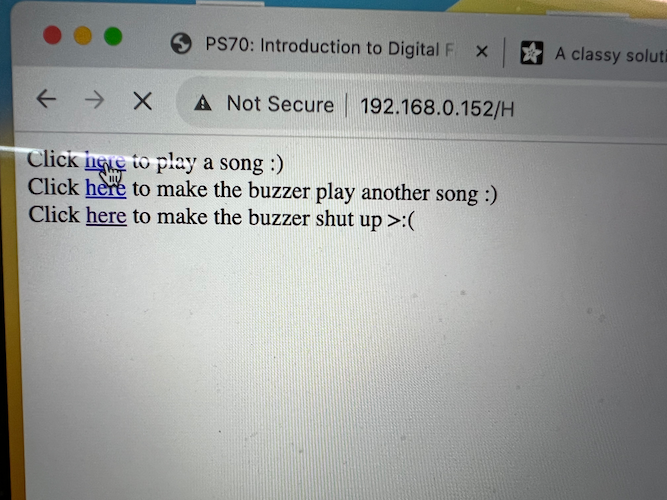 PS70: Introduction to Digital F
A classy soluti
Not Secure | 192.168.0.152/H
Click here to play a song :)
Click here to make the buzzer play another song :)
Click here to make the buzzer shut up >:(